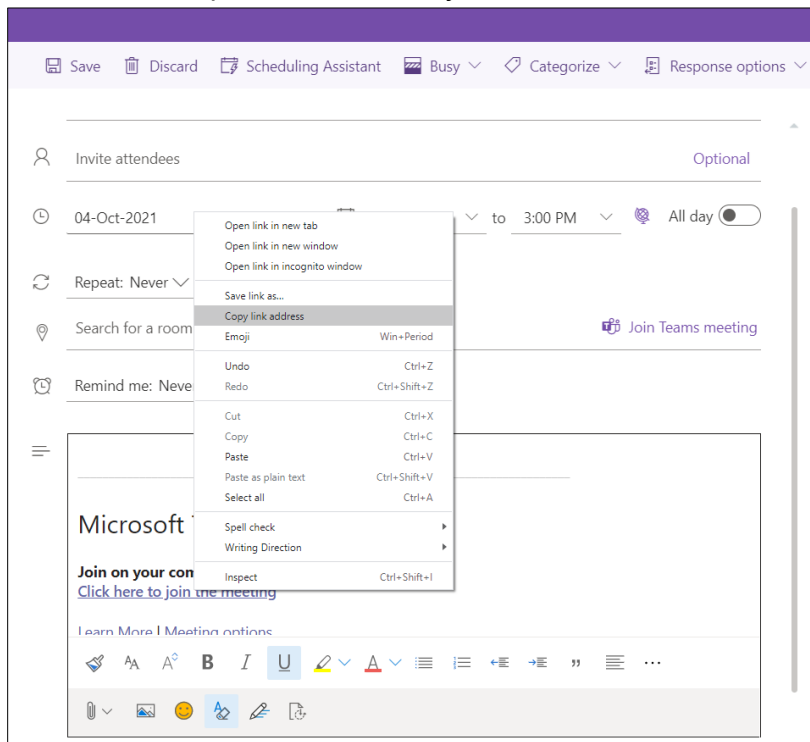 Save Discard Scheduling Assistant Busy Categorize Response options
Invite attendees Optional
04-Oct-2021 to 3:00 PM All day
Repeat: Never
Search for a room Join Teams meeting
Remind me: Neve
Open link in new tab
Open link in new window
Open link in incognito window
Save link as...
Copy link address
Emoji Win+Period
Undo Ctrl+Z
Redo Ctrl+Shift+Z
Cut Ctrl+X
Copy Ctrl+C
Paste Ctrl+V
Paste as plain text Ctrl+Shift+V
Select all Ctrl+A
Spell check
Writing Direction
Inspect Ctrl+Shift+I
Microsoft
Join on your com
Click here to join the meeting
Learn More | Meeting options